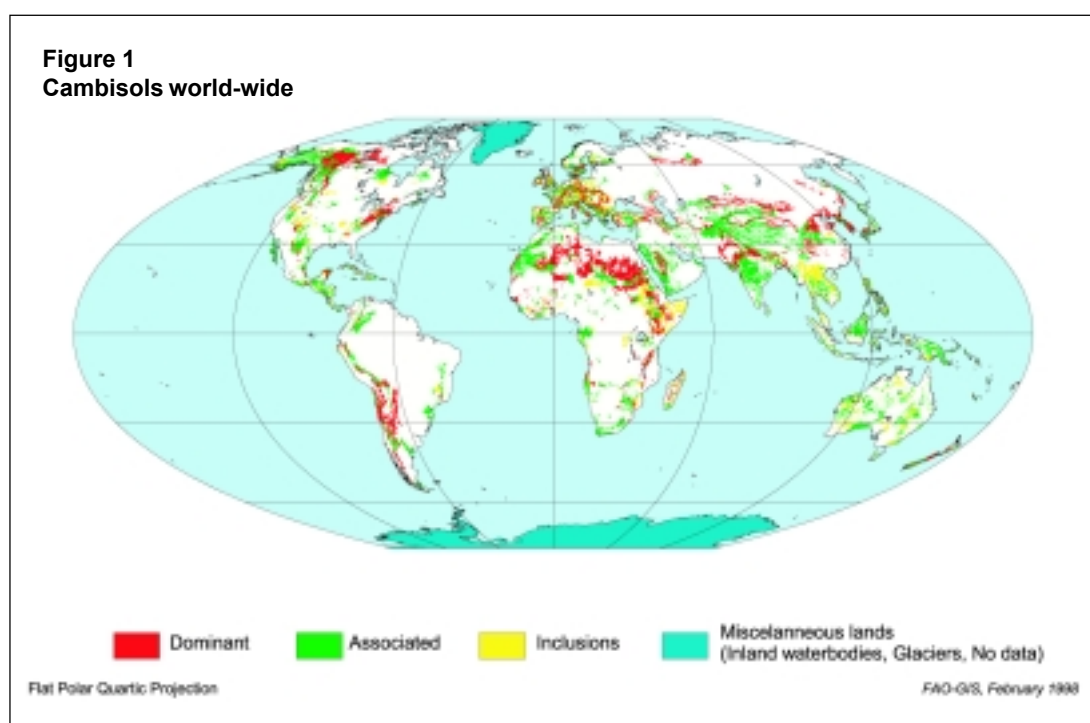 Figure 1
Cambisols world-wide
Dominant
Associated
Inclusions
Miscelanneous lands
(Inland waterbodies, Glaciers, No data)
Flat Polar Quartic Projection
FAO-GIS, February 1998